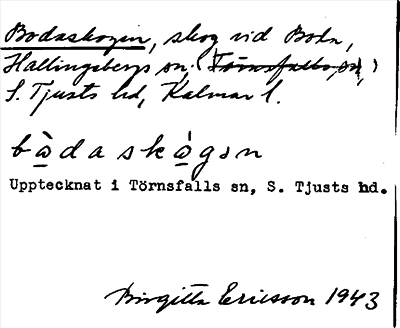 Bodaskogen, skog vid Boda,
Hallingebergs sn, (Törnsfalls sn,)
S. Tjusts hd, Kalmar l.
bòdaskògən
Upptecknat i Törnsfalls sn, S. Tjusts hd.
Birgitta Ericsson 1943